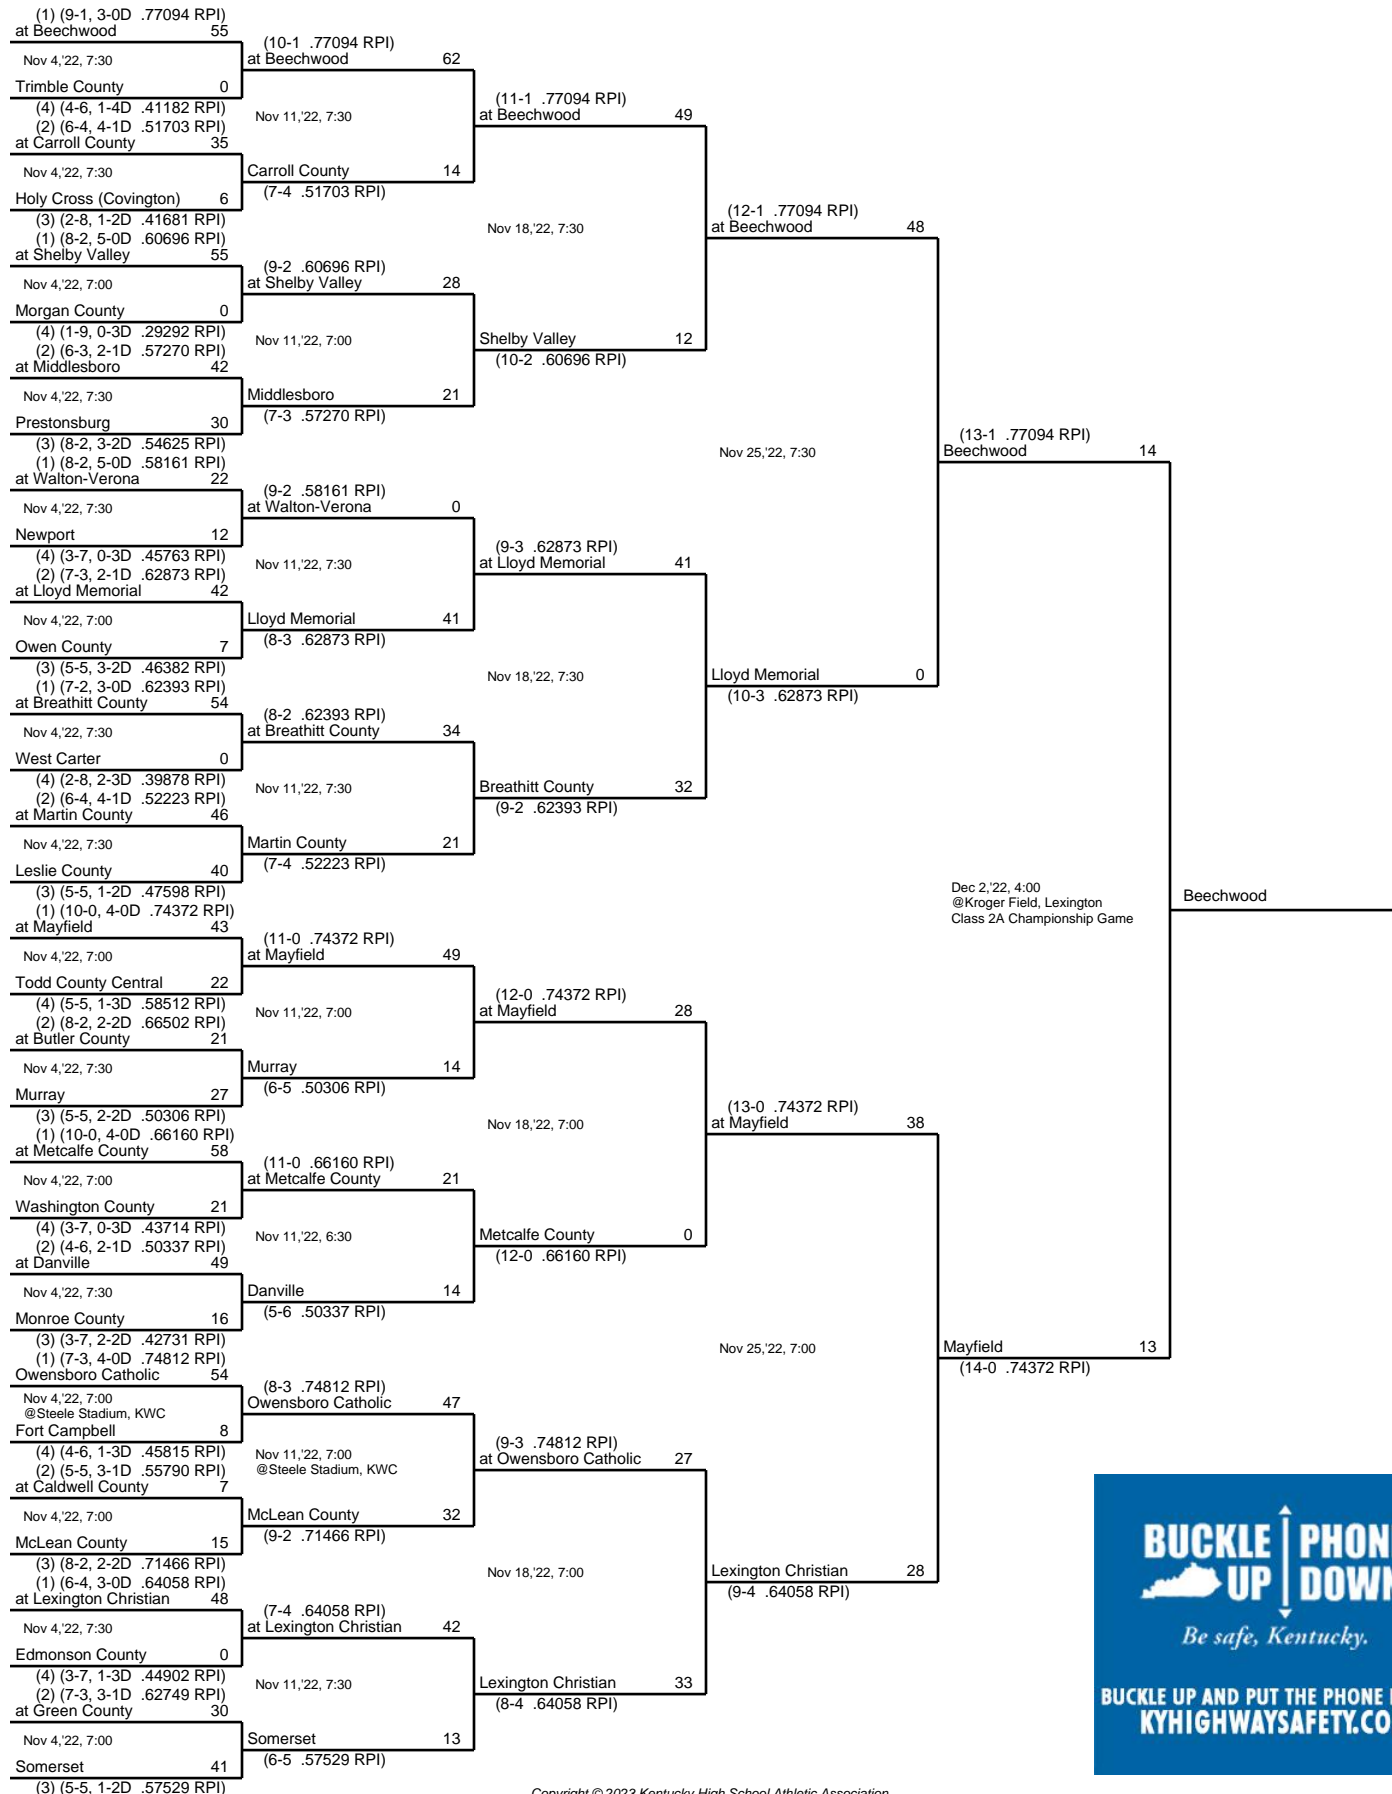 (1) (9-1, 3-0D .77094 RPI)
at Beechwood 55
Nov 4,'22, 7:30
Trimble County 0
(4) (4-6, 1-4D .41182 RPI)
(2) (6-4, 4-1D .51703 RPI)
at Carroll County 35
Nov 4,'22, 7:30
Holy Cross (Covington) 6
(3) (2-8, 1-2D .41681 RPI)
(1) (8-2, 5-0D .60696 RPI)
at Shelby Valley 55
Nov 4,'22, 7:00
Morgan County 0
(4) (1-9, 0-3D .29292 RPI)
(2) (6-3, 2-1D .57270 RPI)
at Middlesboro 42
Nov 4,'22, 7:30
Prestonsburg 30
(3) (8-2, 3-2D .54625 RPI)
(1) (8-2, 5-0D .58161 RPI)
at Walton-Verona 22
Nov 4,'22, 7:30
Newport 12
(4) (3-7, 0-3D .45763 RPI)
(2) (7-3, 2-1D .62873 RPI)
at Lloyd Memorial 42
Nov 4,'22, 7:00
Owen County 7
(3) (5-5, 3-2D .46382 RPI)
(1) (7-2, 3-0D .62393 RPI)
at Breathitt County 54
Nov 4,'22, 7:30
West Carter 0
(4) (2-8, 2-3D .39878 RPI)
(2) (6-4, 4-1D .52223 RPI)
at Martin County 46
Nov 4,'22, 7:30
Leslie County 40
(3) (5-5, 1-2D .47598 RPI)
(1) (10-0, 4-0D .74372 RPI)
at Mayfield 43
Nov 4,'22, 7:00
Todd County Central 22
(4) (5-5, 1-3D .58512 RPI)
(2) (8-2, 2-2D .66502 RPI)
at Butler County 21
Nov 4,'22, 7:30
Murray 27
(3) (5-5, 2-2D .50306 RPI)
(1) (10-0, 4-0D .66160 RPI)
at Metcalfe County 58
Nov 4,'22, 7:00
Washington County 21
(4) (3-7, 0-3D .43714 RPI)
(2) (4-6, 2-1D .50337 RPI)
at Danville 49
Nov 4,'22, 7:30
Monroe County 16
(3) (3-7, 2-2D .42731 RPI)
(1) (7-3, 4-0D .74812 RPI)
Owensboro Catholic 54
Nov 4,'22, 7:00
@Steele Stadium, KWC
Fort Campbell 8
(4) (4-6, 1-3D .45815 RPI)
(2) (5-5, 3-1D .55790 RPI)
at Caldwell County 7
Nov 4,'22, 7:00
McLean County 15
(3) (8-2, 2-2D .71466 RPI)
(1) (6-4, 3-0D .64058 RPI)
at Lexington Christian 48
Nov 4,'22, 7:30
Edmonson County 0
(4) (3-7, 1-3D .44902 RPI)
(2) (7-3, 3-1D .62749 RPI)
at Green County 30
Nov 4,'22, 7:00
Somerset 41
(3) (5-5, 1-2D .57529 RPI)
(10-1 .77094 RPI)
at Beechwood 62
Nov 11,'22, 7:30
Carroll County 14
(7-4 .51703 RPI)
(9-2 .60696 RPI)
at Shelby Valley 28
Nov 11,'22, 7:00
Middlesboro 21
(7-3 .57270 RPI)
(9-2 .58161 RPI)
at Walton-Verona 0
Nov 11,'22, 7:30
Lloyd Memorial 41
(8-3 .62873 RPI)
(8-2 .62393 RPI)
at Breathitt County 34
Nov 11,'22, 7:30
Martin County 21
(7-4 .52223 RPI)
(11-0 .74372 RPI)
at Mayfield 49
Nov 11,'22, 7:00
Murray 14
(6-5 .50306 RPI)
(11-0 .66160 RPI)
at Metcalfe County 21
Nov 11,'22, 6:30
Danville 14
(5-6 .50337 RPI)
(8-3 .74812 RPI)
Owensboro Catholic 47
Nov 11,'22, 7:00
@Steele Stadium, KWC
McLean County 32
(9-2 .71466 RPI)
(7-4 .64058 RPI)
at Lexington Christian 42
Nov 11,'22, 7:30
Somerset 13
(6-5 .57529 RPI)
(11-1 .77094 RPI)
at Beechwood 49
Nov 18,'22, 7:30
Shelby Valley 12
(10-2 .60696 RPI)
(9-3 .62873 RPI)
at Lloyd Memorial 41
Nov 18,'22, 7:30
Breathitt County 32
(9-2 .62393 RPI)
(12-0 .74372 RPI)
at Mayfield 28
Nov 18,'22, 7:00
Metcalfe County 0
(12-0 .66160 RPI)
(9-3 .74812 RPI)
at Owensboro Catholic 27
Nov 18,'22, 7:00
Lexington Christian 33
(8-4 .64058 RPI)
(12-1 .77094 RPI)
at Beechwood 48
Nov 25,'22, 7:30
Lloyd Memorial 0
(10-3 .62873 RPI)
(13-0 .74372 RPI)
at Mayfield 38
Nov 25,'22, 7:00
Lexington Christian 28
(9-4 .64058 RPI)
(13-1 .77094 RPI)
Beechwood 14
Dec 2,'22, 4:00
@Kroger Field, Lexington
Class 2A Championship Game
Mayfield 13
(14-0 .74372 RPI)
Beechwood
BUCKLE PHON
UP DOWN
Be safe, Kentucky.
BUCKLE UP AND PUT THE PHONE
KYHIGHWAYSAFETY.CO
Copyright © 2023 Kentucky High School Athletic Association